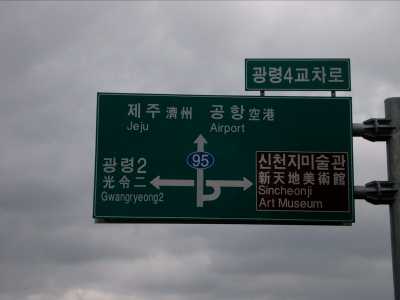 광령4교차로
제주 濟州 공항 空港
Jeju Airport
95
광령2
光令二
Gwangryeong2
신천지미술관
新天地美術館
Sincheonji
Art Museum